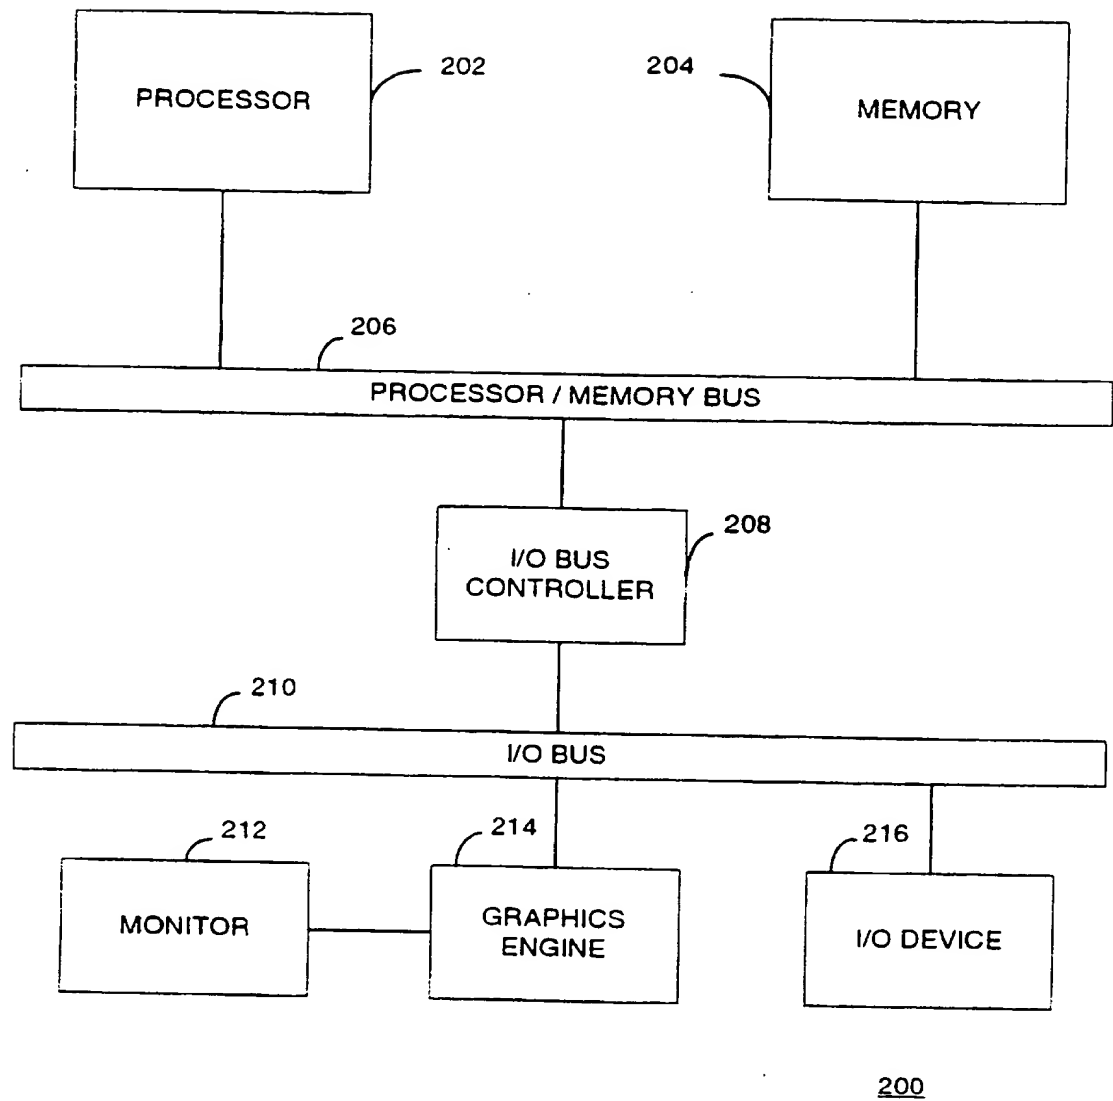 PROCESSOR
202
204
MEMORY
206
PROCESSOR / MEMORY BUS
208
I/O BUS
CONTROLLER
210
I/O BUS
212
214
216
MONITOR
GRAPHICS
ENGINE
I/O DEVICE
200